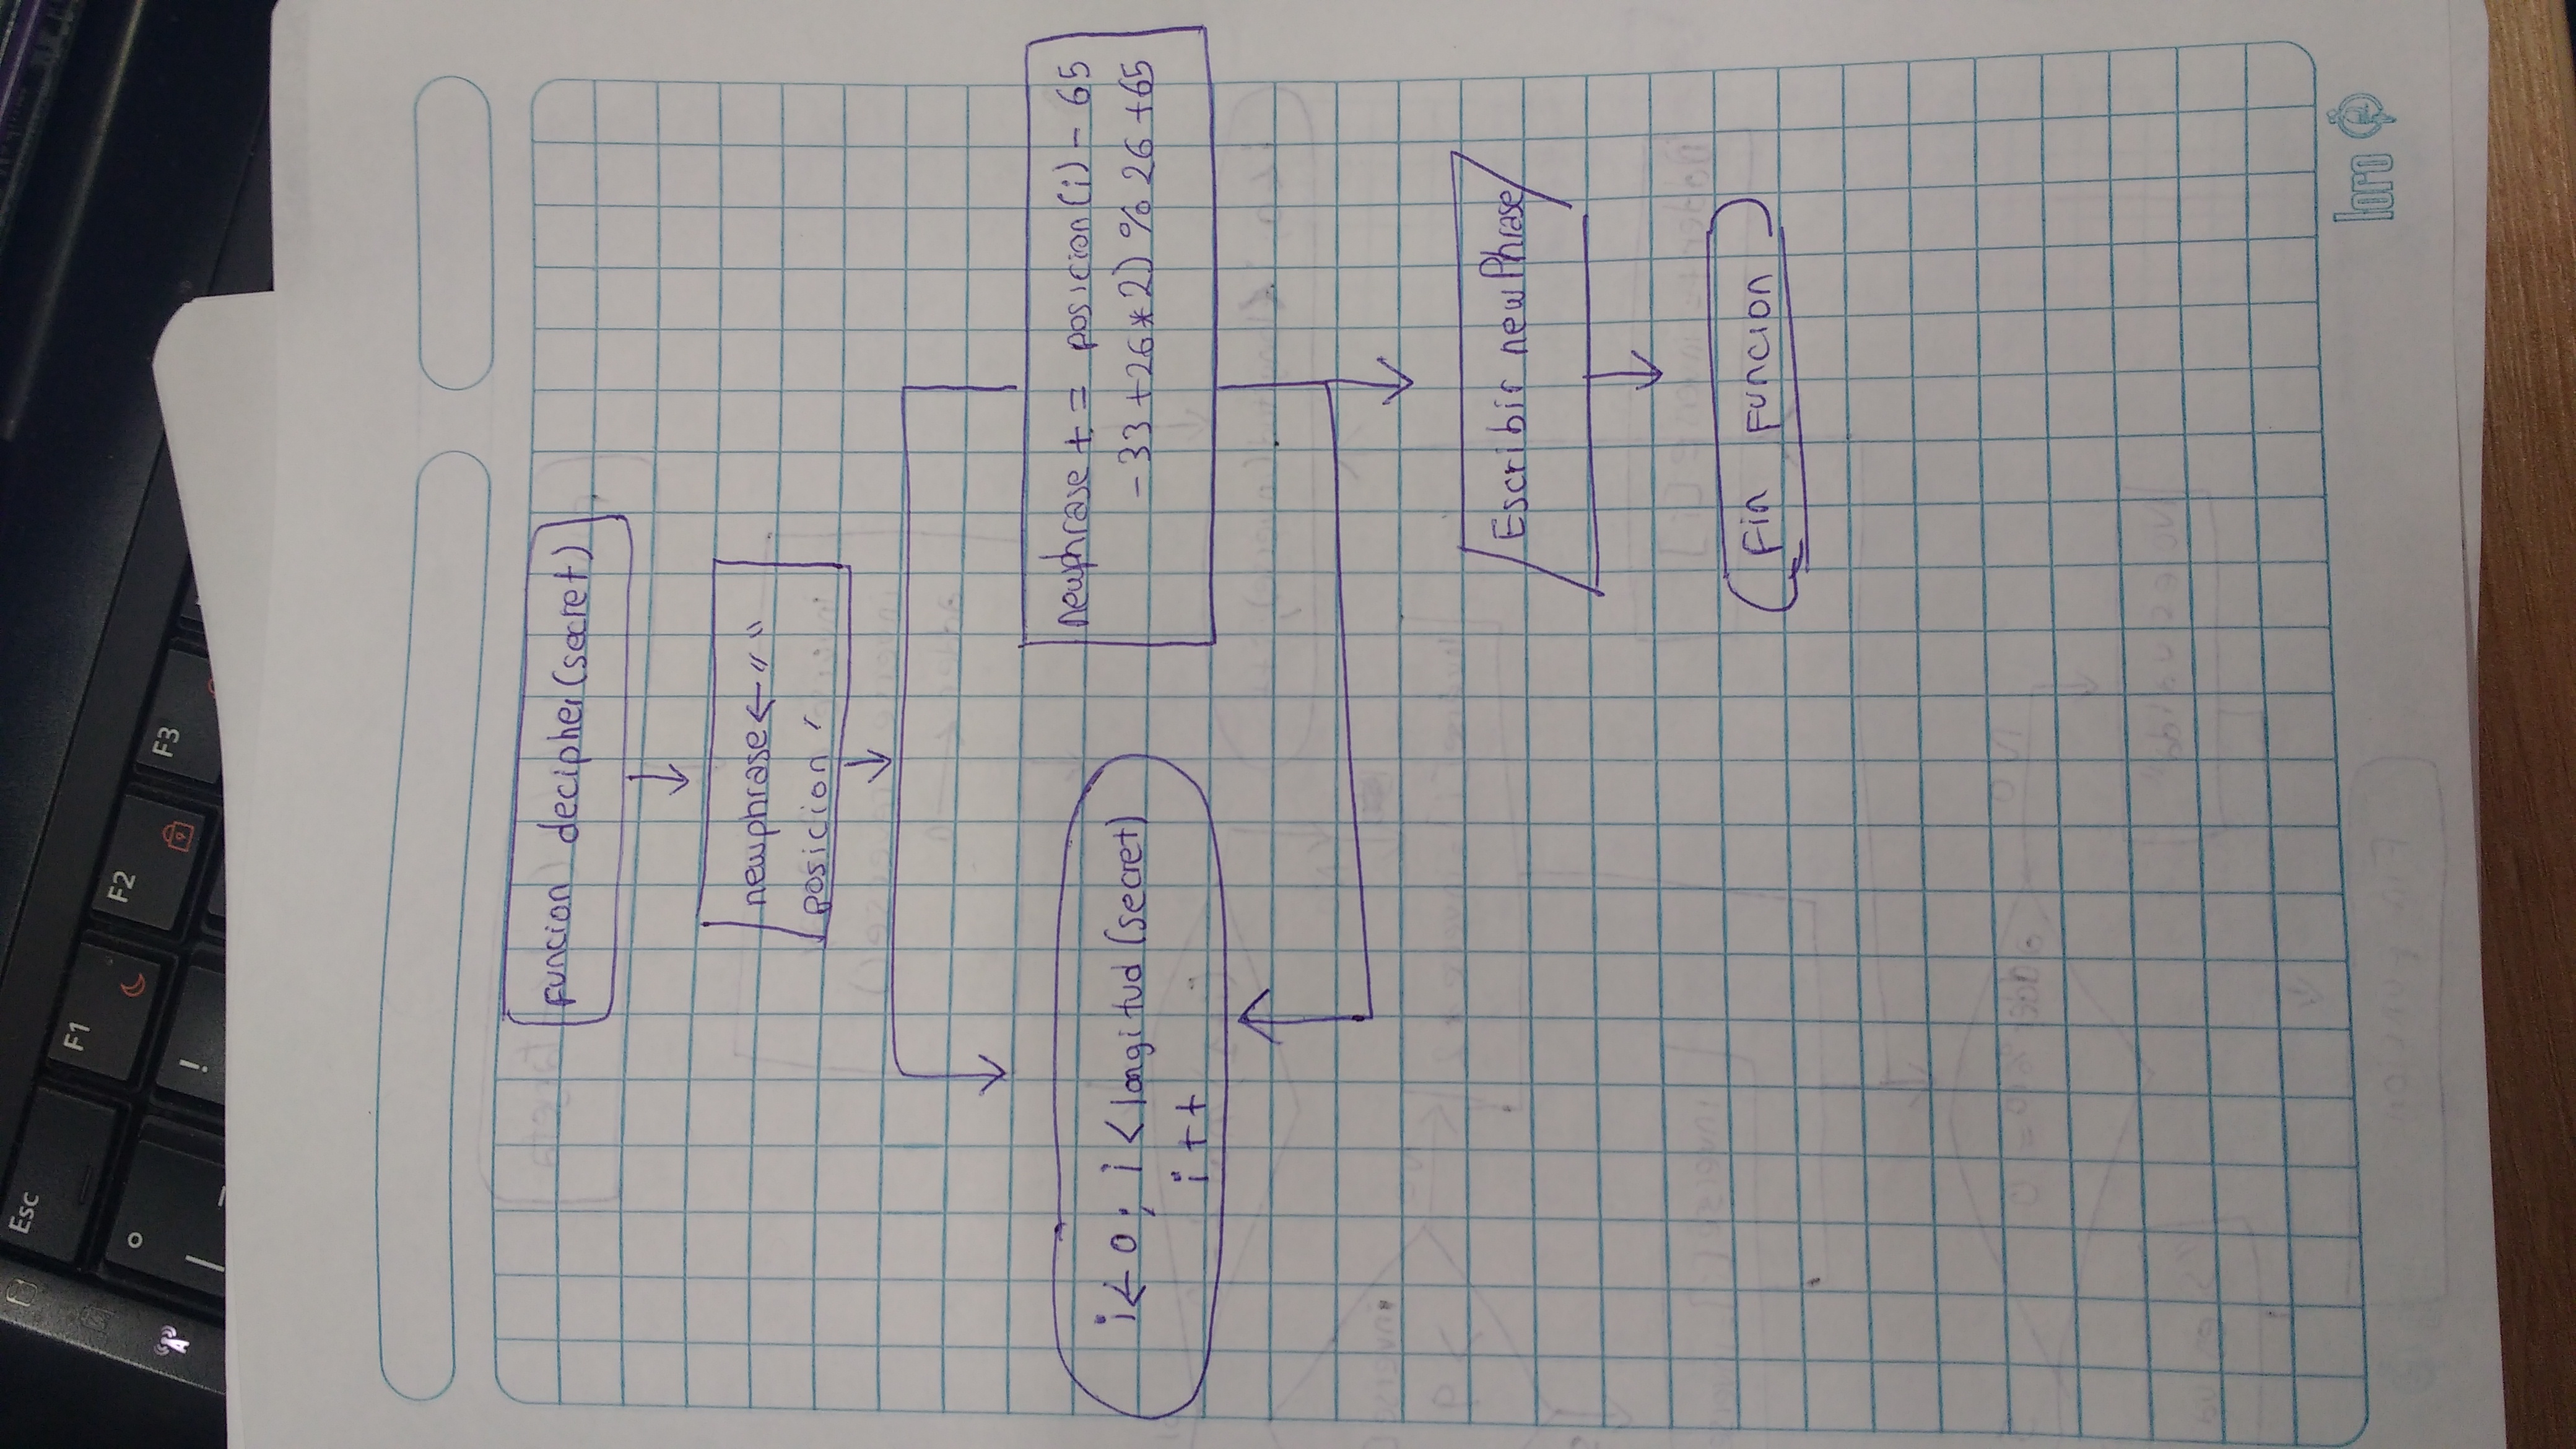 Esc
F1
F2
F3
!
funcion decipher(secret)
newphrase ← “ ”
posicion
i ← 0; i < longitud (secret)
i ++
newphrase + = posicion(i) - 65
-33 +26 * 2) % 26 +65
Escribir newPhrase
Fin funcion
loro